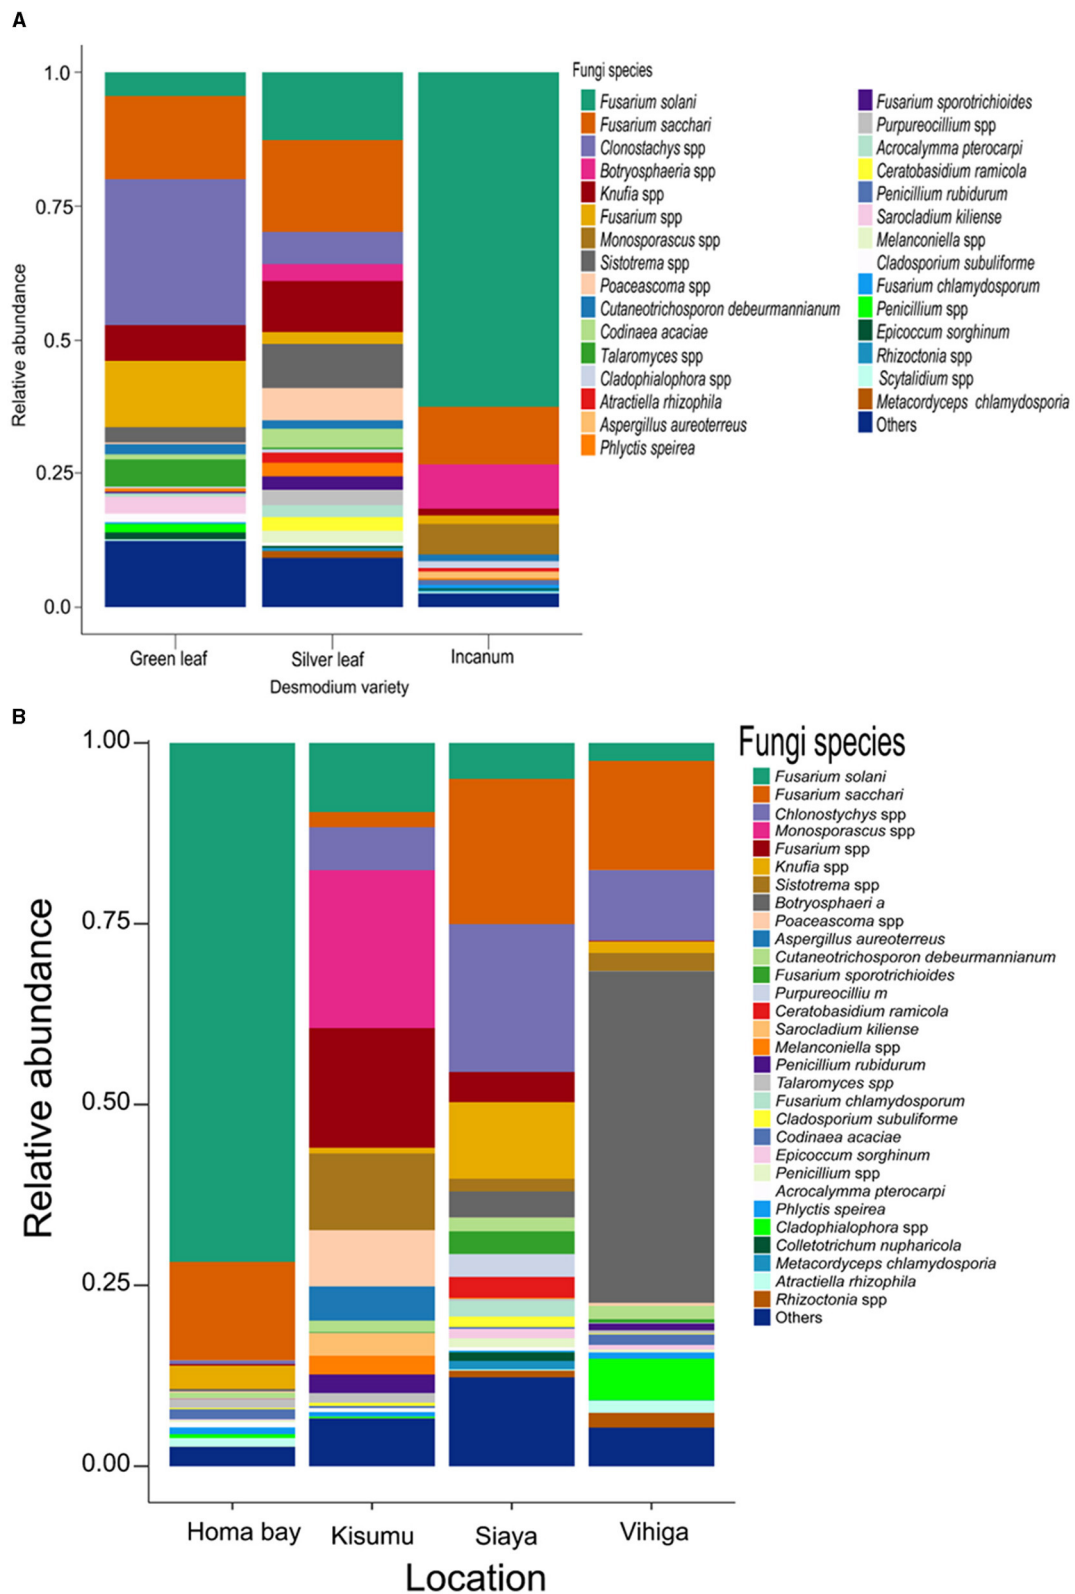 A
Relative abundance
1.0
0.75
0.5
0.25
0.0
Green leaf
Silver leaf
Incanum
Desmodium variety
Fungi species
Fusarium solani
Fusarium sacchari
Clonostachys spp
Botryosphaeria spp
Knufia spp
Fusarium spp
Monosporascus spp
Sistotrema spp
Poaceascoma spp
Cutaneotrichosporon debeurmannianum
Codinaea acaciae
Talaromyces spp
Cladophialophora spp
Atractiella rhizophila
Aspergillus aureoterreus
Phlyctis speirea
Fusarium sporotrichioides
Purpureocillium spp
Acrocalymma pterocarpi
Ceratobasidium ramicola
Penicillium rubidurum
Sarocladium kiliense
Melanconiella spp
Cladosporium subuliforme
Fusarium chlamydosporum
Penicillium spp
Epicoccum sorghinum
Rhizoctonia spp
Scytalidium spp
Metacordyceps chlamydosporia
Others
B
Relative abundance
1.00
0.75
0.50
0.25
0.00
Homa bay
Kisumu
Siaya
Vihiga
Location
Fungi species
Fusarium solani
Fusarium sacchari
Chlonostychys spp
Monosporascus spp
Fusarium spp
Knufia spp
Sistotrema spp
Botryosphaeri a
Poaceascoma spp
Aspergillus aureoterreus
Cutaneotrichosporon debeurmannianum
Fusarium sporotrichioides
Purpureocilliu m
Ceratobasidium ramicola
Sarocladium kiliense
Melanconiella spp
Penicillium rubidurum
Talaromyces spp
Fusarium chlamydosporum
Cladosporium subuliforme
Codinaea acaciae
Epicoccum sorghinum
Penicillium spp
Acrocalymma pterocarpi
Phlyctis speirea
Cladophialophora spp
Colletotrichum nupharicola
Metacordyceps chlamydosporia
Atractiella rhizophila
Rhizoctonia spp
Others